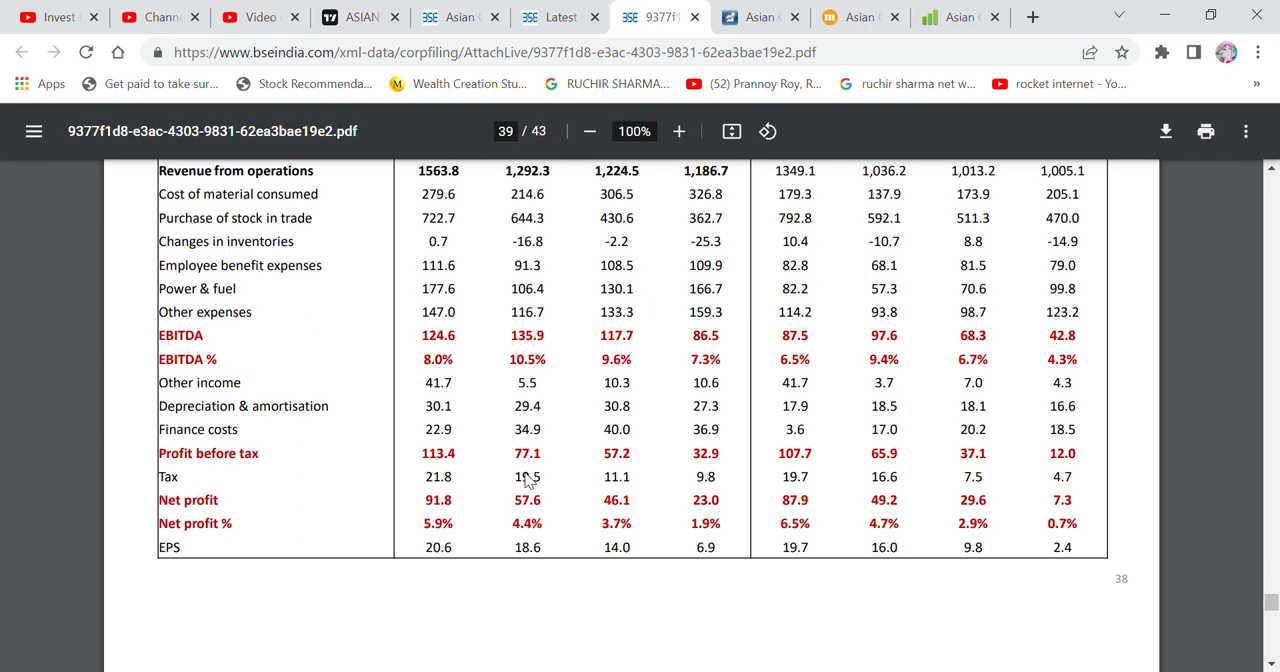 Invest
Chann
Video
ASIAN
Asian
Latest
9377f1
Asian
Asian
Asian
https://www.bseindia.com/xml-data/corpfiling/AttachLive/9377f1d8-e3ac-4303-9831-62ea3bae19e2.pdf
Apps Get paid to take sur... Stock Recommenda... Wealth Creation Stu... RUCHIR SHARMA... (52) Prannoy Roy, R... ruchir sharma net w... rocket internet - Yo... »
9377f1d8-e3ac-4303-9831-62ea3bae19e2.pdf 39 / 43 100%
Revenue from operations 1563.8 1,292.3 1,224.5 1,186.7 1349.1 1,036.2 1,013.2 1,005.1
Cost of material consumed 279.6 214.6 306.5 326.8 179.3 137.9 173.9 205.1
Purchase of stock in trade 722.7 644.3 430.6 362.7 792.8 592.1 511.3 470.0
Changes in inventories 0.7 -16.8 -2.2 -25.3 10.4 -10.7 8.8 -14.9
Employee benefit expenses 111.6 91.3 108.5 109.9 82.8 68.1 81.5 79.0
Power & fuel 177.6 106.4 130.1 166.7 82.2 57.3 70.6 99.8
Other expenses 147.0 116.7 133.3 159.3 114.2 93.8 98.7 123.2
EBITDA 124.6 135.9 117.7 86.5 87.5 97.6 68.3 42.8
EBITDA % 8.0% 10.5% 9.6% 7.3% 6.5% 9.4% 6.7% 4.3%
Other income 41.7 5.5 10.3 10.6 41.7 3.7 7.0 4.3
Depreciation & amortisation 30.1 29.4 30.8 27.3 17.9 18.5 18.1 16.6
Finance costs 22.9 34.9 40.0 36.9 3.6 17.0 20.2 18.5
Profit before tax 113.4 77.1 57.2 32.9 107.7 65.9 37.1 12.0
Tax 21.8 19.5 11.1 9.8 19.7 16.6 7.5 4.7
Net profit 91.8 57.6 46.1 23.0 87.9 49.2 29.6 7.3
Net profit % 5.9% 4.4% 3.7% 1.9% 6.5% 4.7% 2.9% 0.7%
EPS 20.6 18.6 14.0 6.9 19.7 16.0 9.8 2.4
38